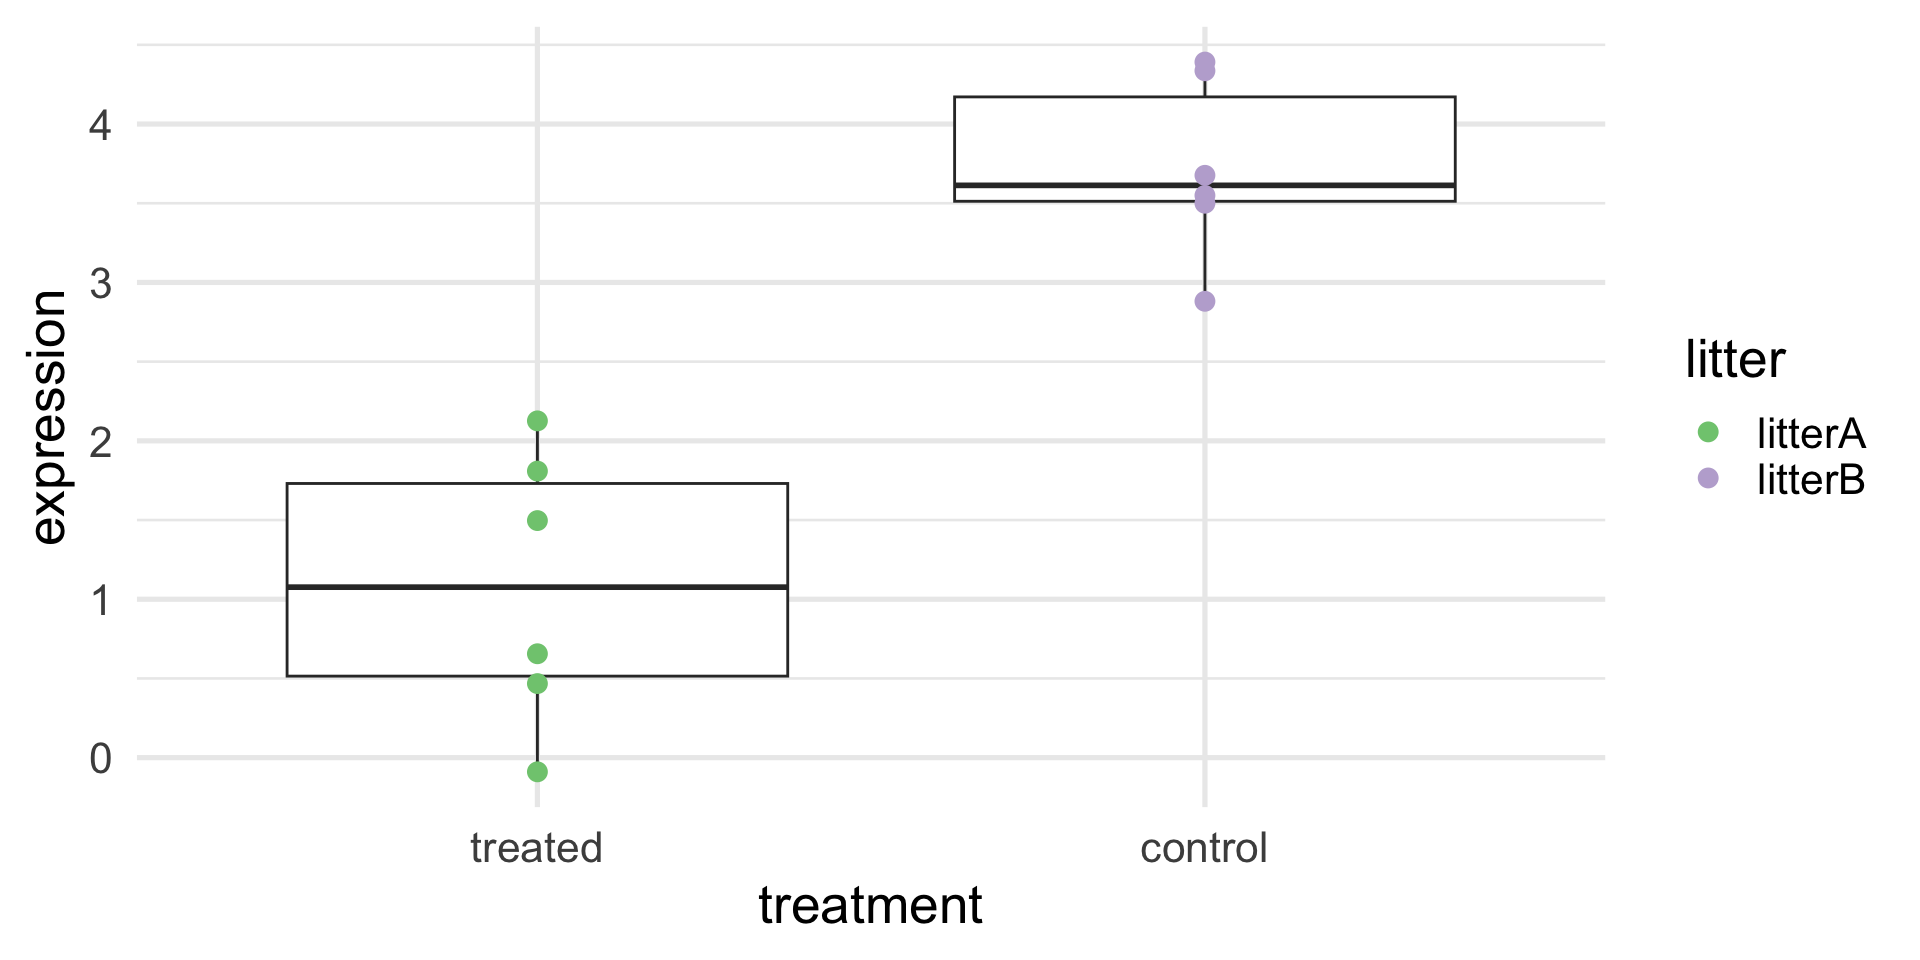 expression
4
3
2
1
0
treated
control
treatment
litter
litterA
litterB